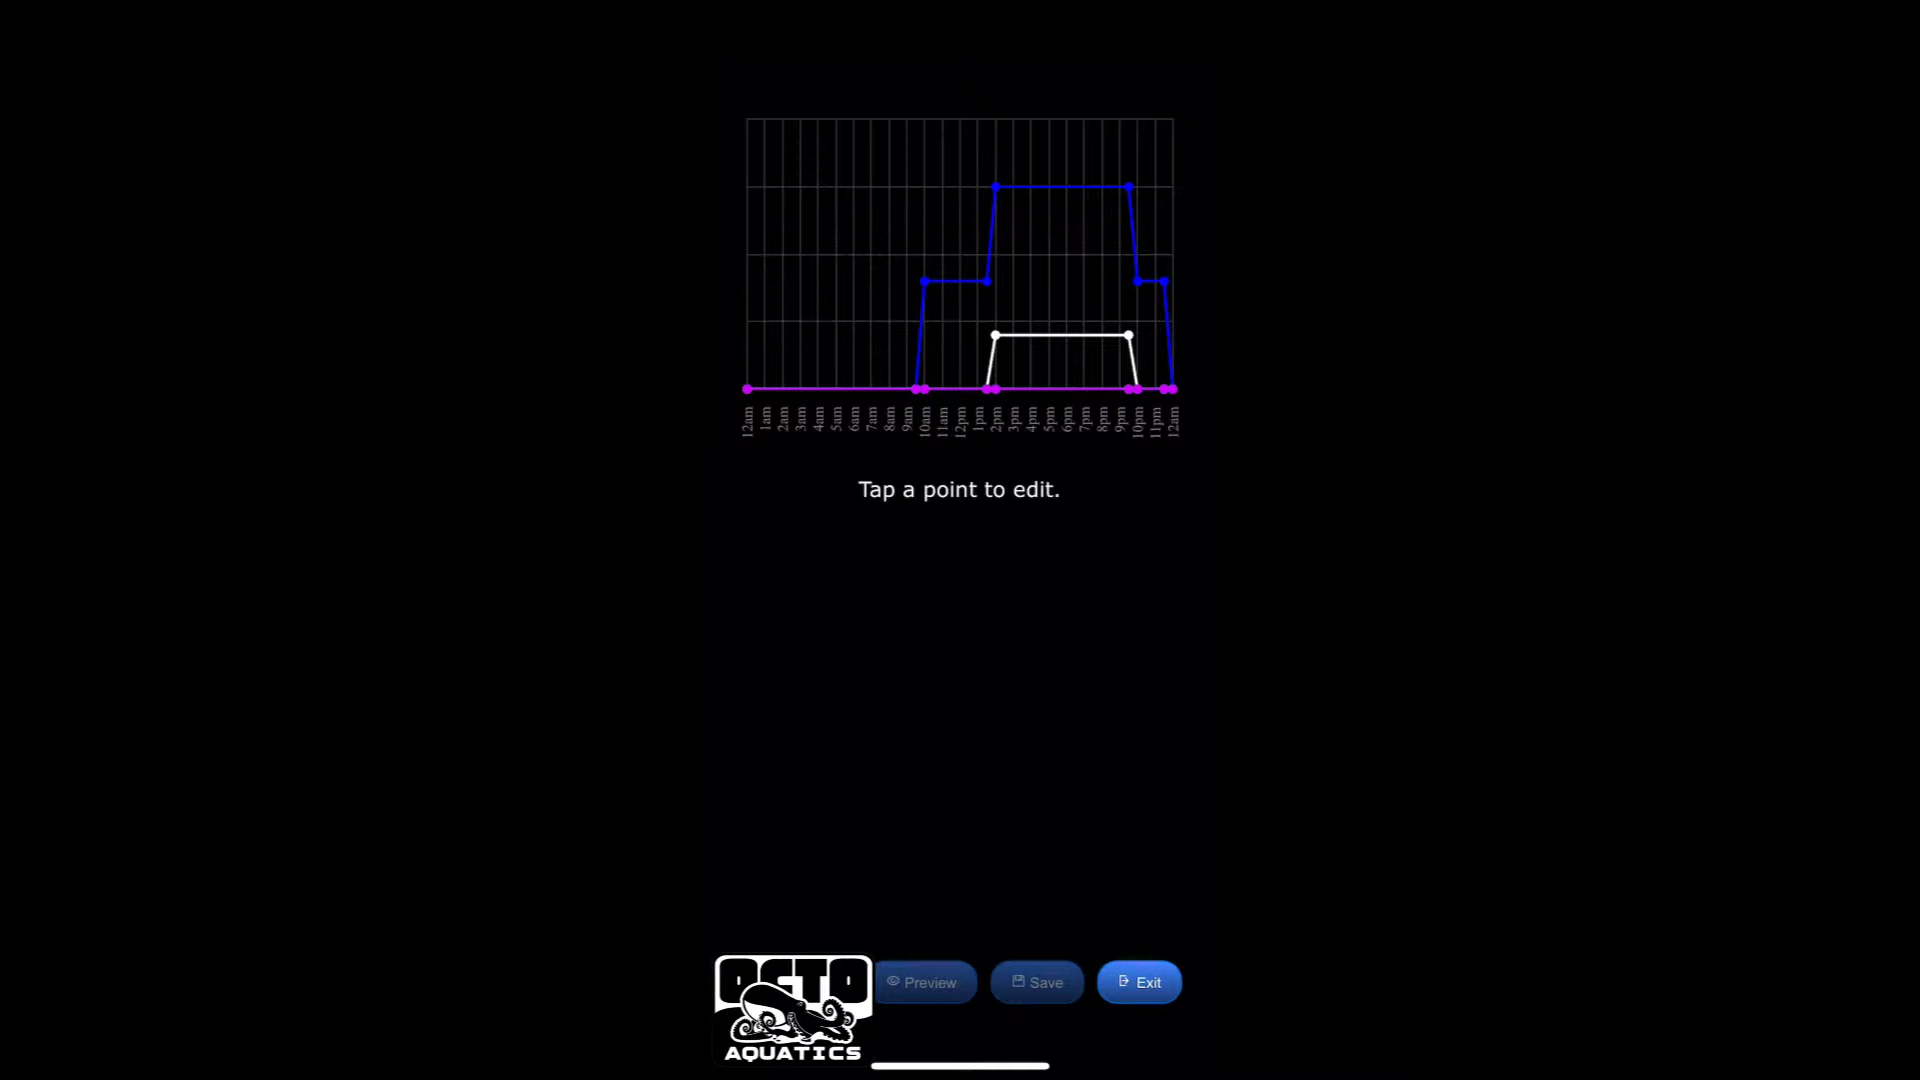 12am 1am 2am 3am 4am 5am 6am 7am 8am 9am 10am 11am 12pm 1pm 2pm 3pm 4pm 5pm 6pm 7pm 8pm 9pm 10pm 11pm 12am
Tap a point to edit.
OCTO
AQUATICS
Preview Save Exit